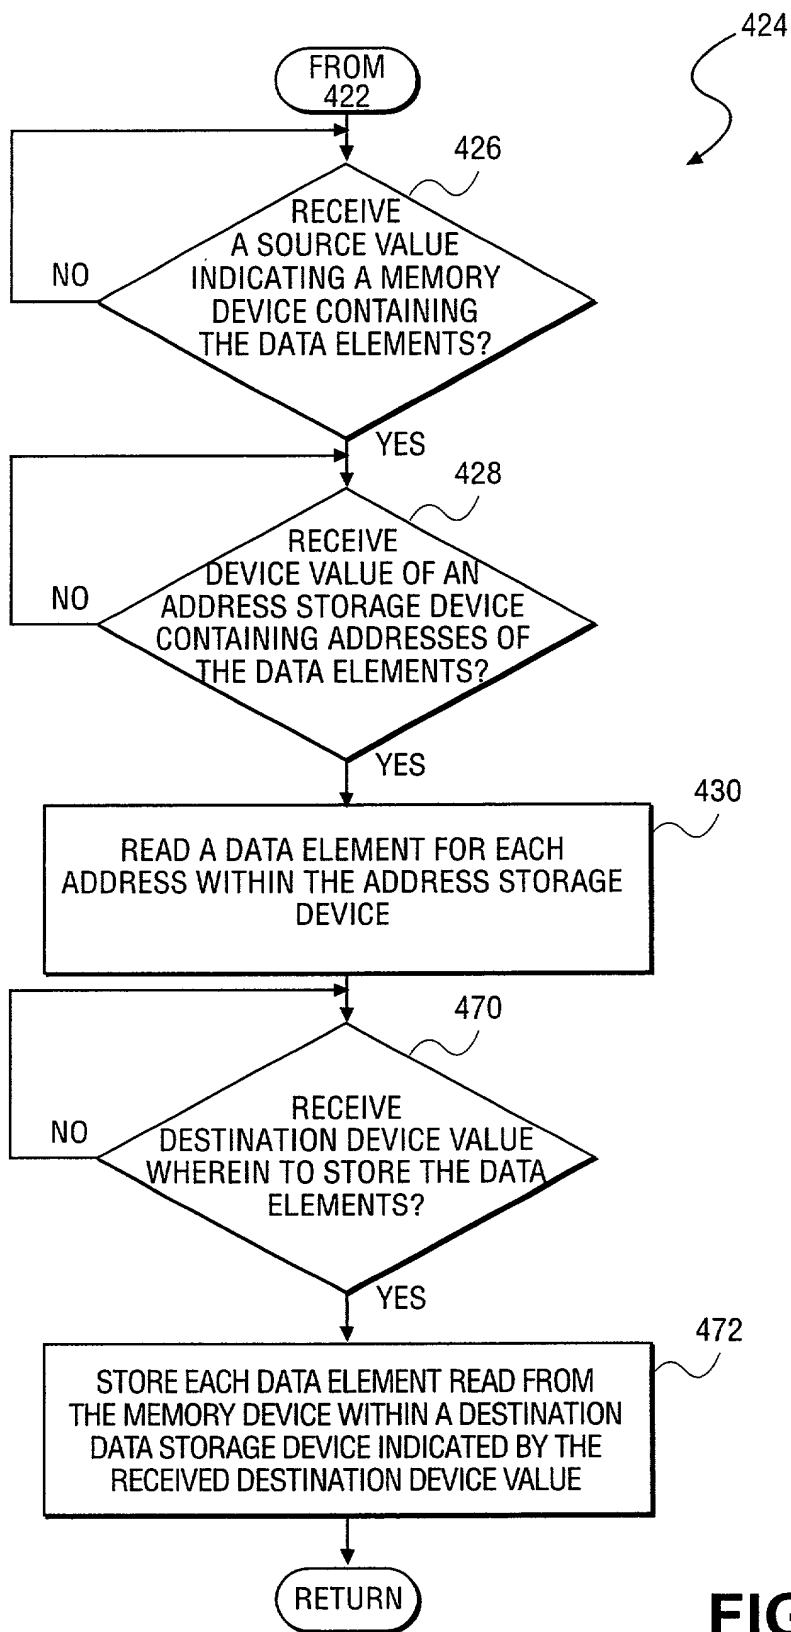 424
FROM
422
426
RECEIVE
A SOURCE VALUE
INDICATING A MEMORY
DEVICE CONTAINING
THE DATA ELEMENTS?
NO
YES
428
RECEIVE
DEVICE VALUE OF AN
ADDRESS STORAGE DEVICE
CONTAINING ADDRESSES OF
THE DATA ELEMENTS?
NO
YES
430
READ A DATA ELEMENT FOR EACH
ADDRESS WITHIN THE ADDRESS STORAGE
DEVICE
470
RECEIVE
DESTINATION DEVICE VALUE
WHEREIN TO STORE THE DATA
ELEMENTS?
NO
YES
472
STORE EACH DATA ELEMENT READ FROM
THE MEMORY DEVICE WITHIN A DESTINATION
DATA STORAGE DEVICE INDICATED BY THE
RECEIVED DESTINATION DEVICE VALUE
RETURN
FIG